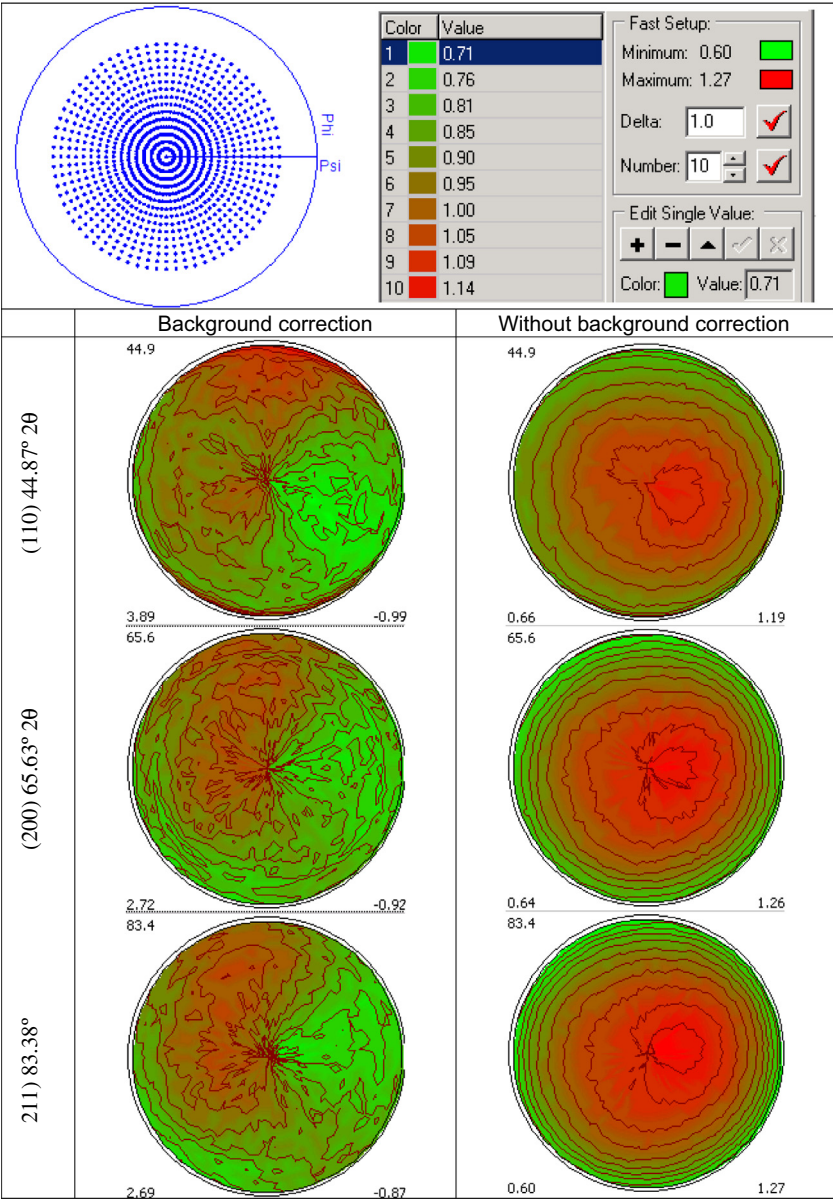 Phi
Psi
Color Value
1 0.71
2 0.76
3 0.81
4 0.85
5 0.90
6 0.95
7 1.00
8 1.05
9 1.09
10 1.14
Fast Setup:
Minimum: 0.60
Maximum: 1.27
Delta: 1.0
Number: 10
Edit Single Value:
Color: Value: 0.71
Background correction
Without background correction
(110) 44.87° 2θ
44.9
3.89 -0.99
44.9
0.66 1.19
(200) 65.63° 2θ
65.6
2.72 -0.92
65.6
0.64 1.26
211) 83.38°
83.4
2.69 -0.87
83.4
0.60 1.27